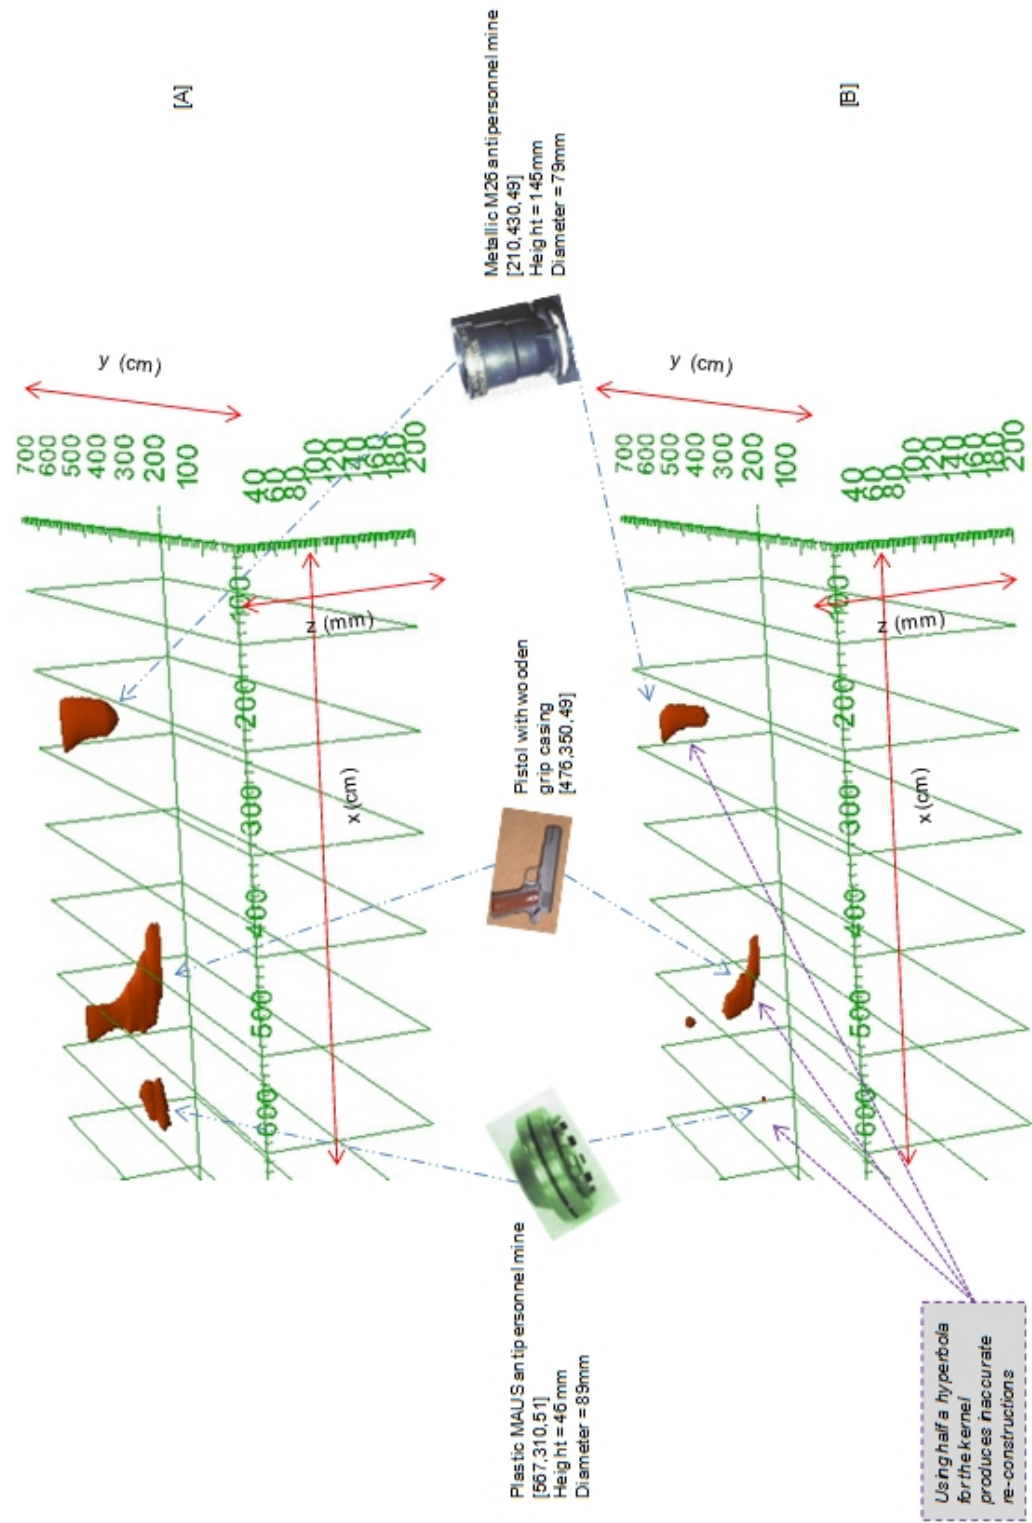 [A]
y (cm)
700
600
500
400
300
200
100
40
60
80
100
120
140
160
180
200
z (mm)
100
200
300
400
500
600
x (cm)
Metallic M26 antipersonnel mine
[210,430,49]
Height = 145mm
Diameter = 79mm
Pistol with wooden
grip casing
[476,350,49]
Plastic MAUS antipersonnel mine
[567,310,51]
Height = 46mm
Diameter = 89mm
[B]
y (cm)
700
600
500
400
300
200
100
40
60
80
100
120
140
160
180
200
z (mm)
100
200
300
400
500
600
x (cm)
Using half a hyperbola
for the kernel
produces inaccurate
re-constructions